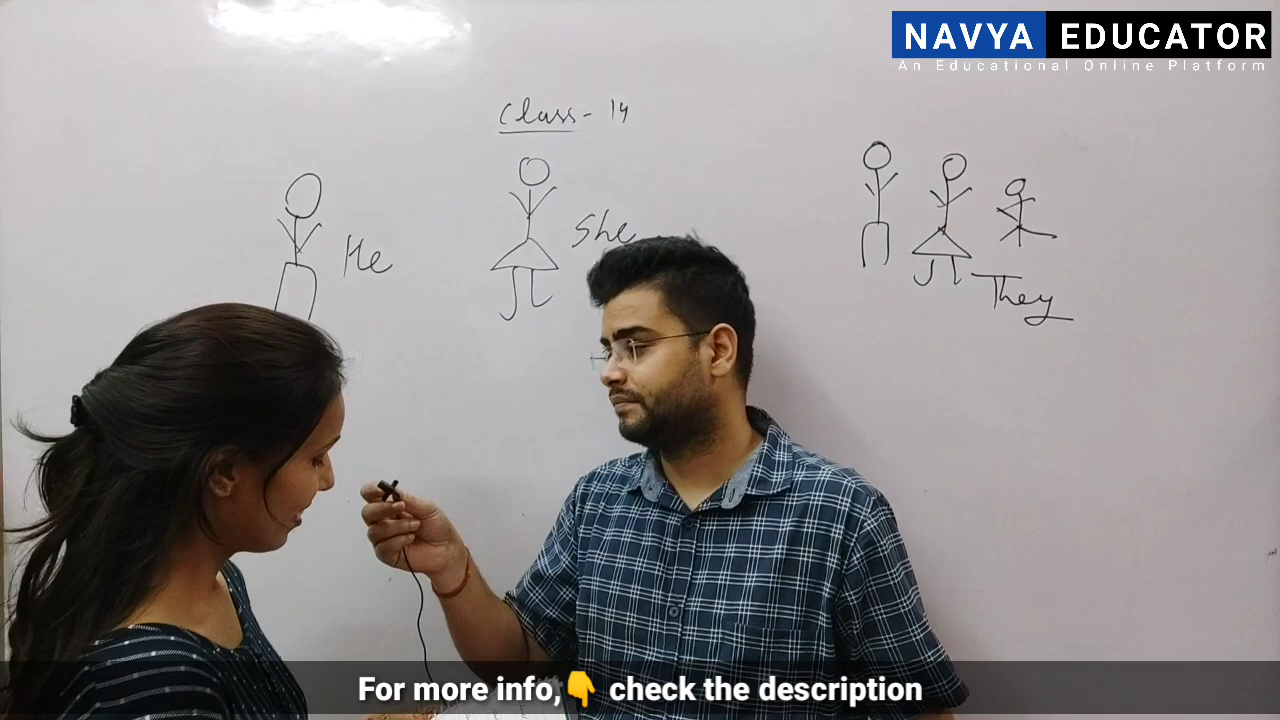 NAVYA EDUCATOR
An Educational Online Platform
Class - 14
He
She
They
For more info,👇 check the description